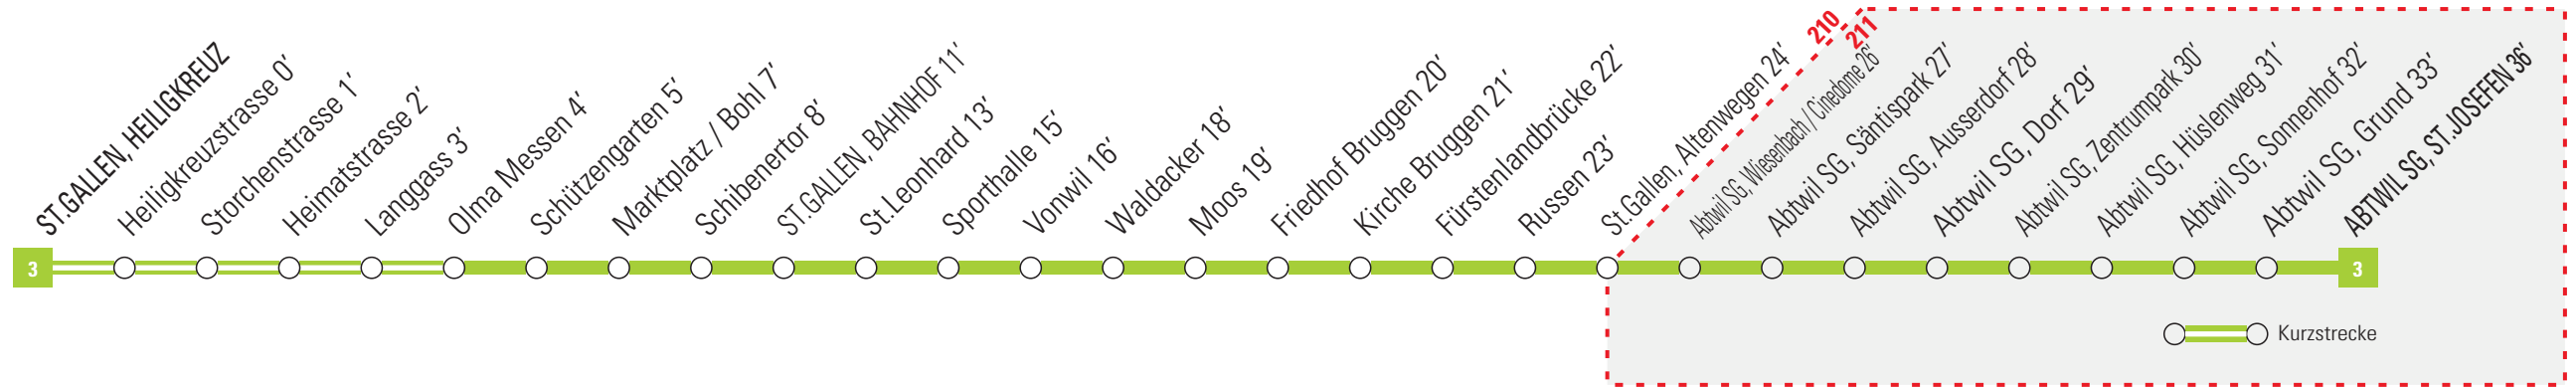 ST.GALLEN, HEILIGKREUZ
Heiligkreuzstrasse 0′
Storchenstrasse 1′
Heimatstrasse 2′
Langgass 3′
Olma Messen 4′
Schützengarten 5′
Marktplatz / Bohl 7′
Schibenertor 8′
ST.GALLEN, BAHNHOF 11′
St.Leonhard 13′
Sporthalle 15′
Vonwil 16′
Waldacker 18′
Moos 19′
Friedhof Bruggen 20′
Kirche Bruggen 21′
Fürstenlandbrücke 22′
Russen 23′
St.Gallen, Altenwegen 24′
210
211
Abtwil SG, Wiesenbach / Cinedome 26′
Abtwil SG, Säntispark 27′
Abtwil SG, Ausserdorf 28′
Abtwil SG, Dorf 29′
Abtwil SG, Zentrumpark 30′
Abtwil SG, Hüslenweg 31′
Abtwil SG, Sonnenhof 32′
Abtwil SG, Grund 33′
ABTWIL SG, ST.JOSEFEN 36′
3
3
Kurzstrecke